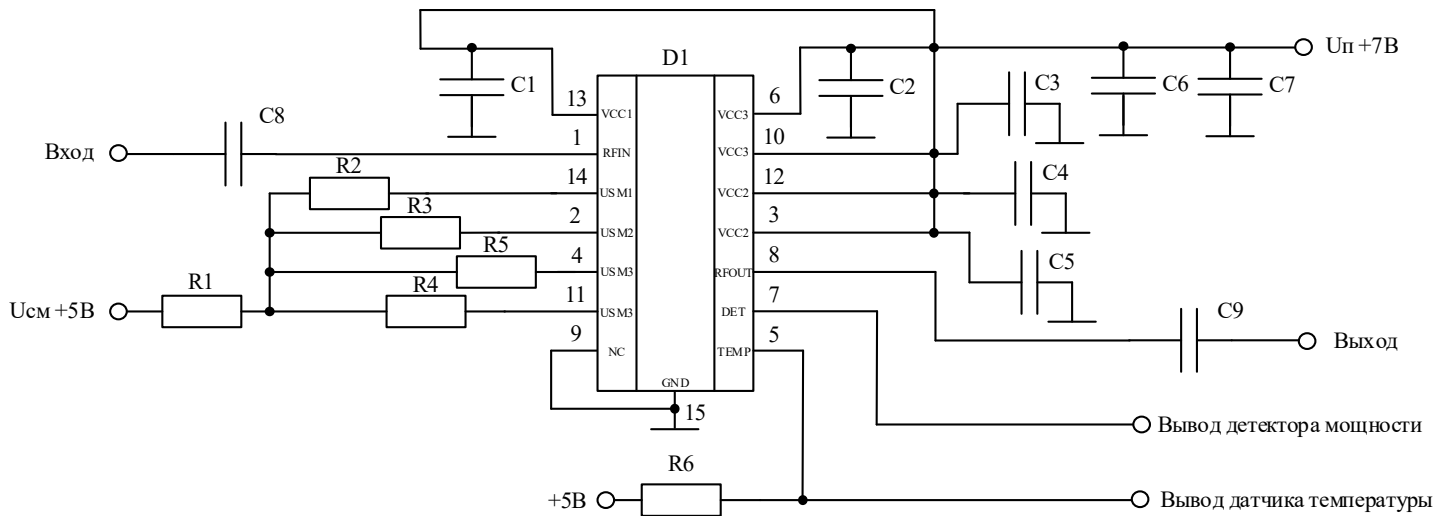 D1
Uп +7В
C1
C2
C3
C6
C7
13
VCC1
VCC3
6
C8
Вход
1
RFIN
VCC3
10
R2
14
USM1
VCC2
12
C4
R3
2
USM2
VCC2
3
R5
4
USM3
RFOUT
8
C5
Uсм +5В
R1
R4
11
USM3
DET
7
C9
9
NC
TEMP
5
Выход
GND
15
Вывод детектора мощности
R6
+5В
Вывод датчика температуры